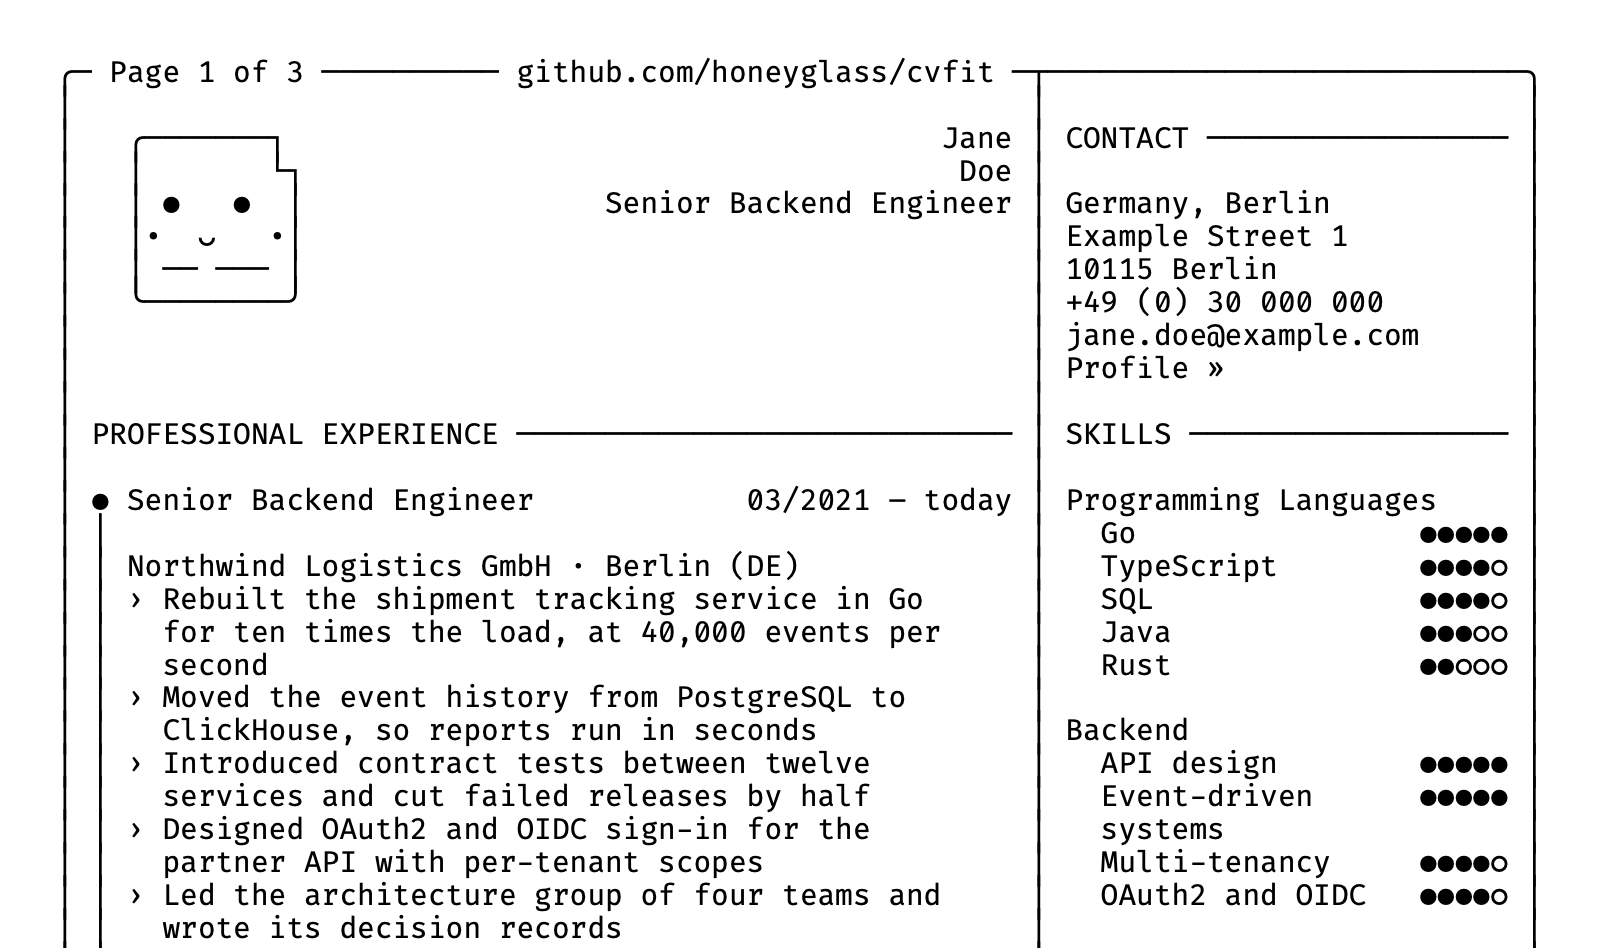 Page 1 of 3
github.com/honeyglass/cvfit
Jane
Doe
Senior Backend Engineer
PROFESSIONAL EXPERIENCE
● Senior Backend Engineer 03/2021 – today
Northwind Logistics GmbH · Berlin (DE)
› Rebuilt the shipment tracking service in Go
for ten times the load, at 40,000 events per
second
› Moved the event history from PostgreSQL to
ClickHouse, so reports run in seconds
› Introduced contract tests between twelve
services and cut failed releases by half
› Designed OAuth2 and OIDC sign-in for the
partner API with per-tenant scopes
› Led the architecture group of four teams and
wrote its decision records
CONTACT
Germany, Berlin
Example Street 1
10115 Berlin
+49 (0) 30 000 000
jane.doe@example.com
Profile »
SKILLS
Programming Languages
Go ●●●●●
TypeScript ●●●●○
SQL ●●●●○
Java ●●●○○
Rust ●●○○○
Backend
API design ●●●●●
Event-driven ●●●●●
systems
Multi-tenancy ●●●●○
OAuth2 and OIDC ●●●●○